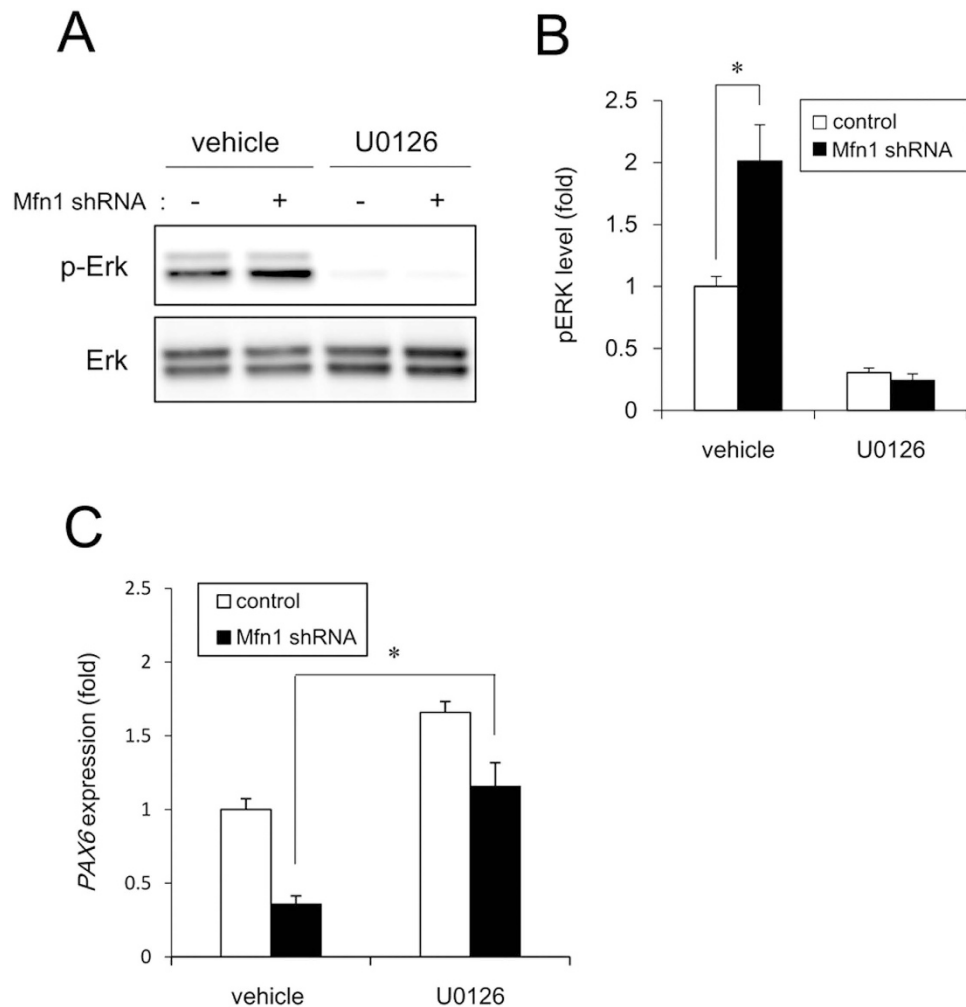 A
vehicle U0126
Mfn1 shRNA : - + - +
p-Erk
Erk
B
*
control
Mfn1 shRNA
pERK level (fold)
2.5
2
1.5
1
0.5
0
vehicle U0126
C
control
Mfn1 shRNA
*
PAX6 expression (fold)
2.5
2
1.5
1
0.5
0
vehicle U0126